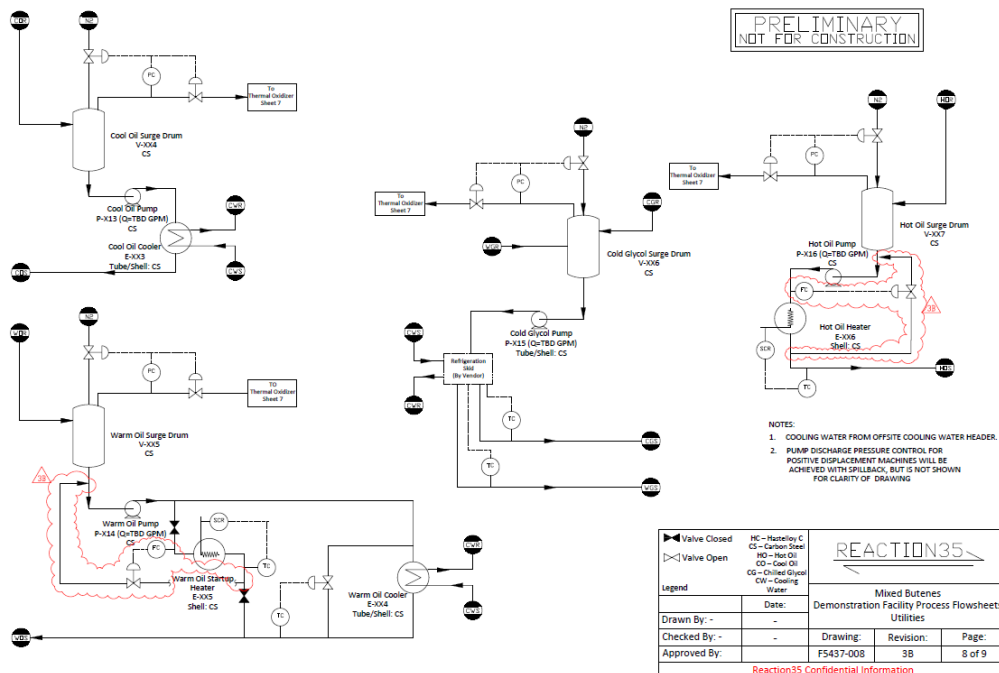 PRELIMINARY
NOT FOR CONSTRUCTION
COR
N2
PC
To
Thermal Oxidizer
Sheet 7
Cool Oil Surge Drum
V-XX4
CS
Cool Oil Pump
P-X13 (Q=TBD GPM)
CS
Cool Oil Cooler
E-XX3
Tube/Shell: CS
CWR
CWS
COS
WOR
N2
PC
TO
Thermal Oxidizer
Sheet 7
Warm Oil Surge Drum
V-XX5
CS
3B
Warm Oil Pump
P-X14 (Q=TBD GPM)
CS
SCR
FC
TC
Warm Oil Startup
Heater
E-XX5
Shell: CS
TC
Warm Oil Cooler
E-XX4
Tube/Shell: CS
CWR
CWS
WOS
N2
PC
To
Thermal Oxidizer
Sheet 7
CGR
WGR
Cold Glycol Surge Drum
V-XX6
CS
Cold Glycol Pump
P-X15 (Q=TBD GPM)
Tube/Shell: CS
CWS
CWR
Refrigeration
Skid
(By Vendor)
TC
TC
CGS
WGS
N2
HOR
PC
To
Thermal Oxidizer
Sheet 7
Hot Oil Surge Drum
V-XX7
CS
Hot Oil Pump
P-X16 (Q=TBD GPM)
CS
FC
3B
Hot Oil Heater
E-XX6
Shell: CS
SCR
TC
HOS
NOTES:
1. COOLING WATER FROM OFFSITE COOLING WATER HEADER.
2. PUMP DISCHARGE PRESSURE CONTROL FOR
POSITIVE DISPLACEMENT MACHINES WILL BE
ACHIEVED WITH SPILLBACK, BUT IS NOT SHOWN
FOR CLARITY OF DRAWING
Valve Closed
Valve Open
Legend
HC – Hastelloy C
CS – Carbon Steel
HO – Hot Oil
CO – Cool Oil
CG – Chilled Glycol
CW – Cooling
Water
REACTION35
Mixed Butenes
Demonstration Facility Process Flowsheets
Utilities
Date:
Drawn By: - -
Checked By: - -
Approved By:
Drawing: Revision: Page:
F5437-008 3B 8 of 9
Reaction35 Confidential Information